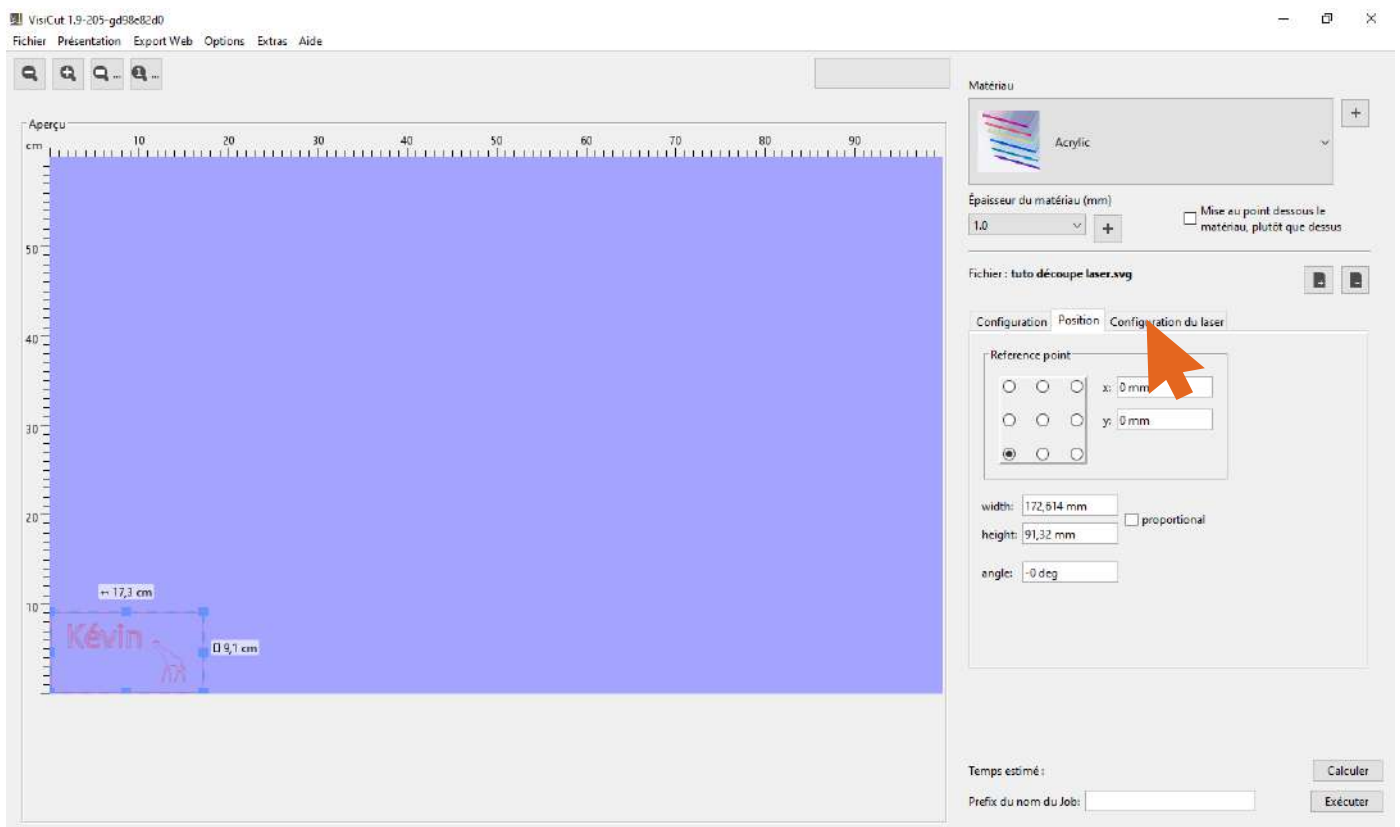 VisiCut 1.9-205-gd98e82d0
Fichier Présentation Export Web Options Extras Aide
... ...
Matériau
Aperçu
cm 10 20 30 40 50 60 70 80 90
+
Acrylic
Épaisseur du matériau (mm)
1.0 +
Mise au point dessous le
matériau, plutôt que dessus
50
Fichier : tuto découpe laser.svg
Configuration Position Configuration du laser
40
Reference point
x: 0 mm
30
y: 0 mm
width: 172,614 mm
20
proportional
height: 91,32 mm
angle: -0 deg
↔ 17,3 cm
10
Kévin
9,1 cm
Temps estimé :
Calculer
Prefix du nom du Job:
Exécuter